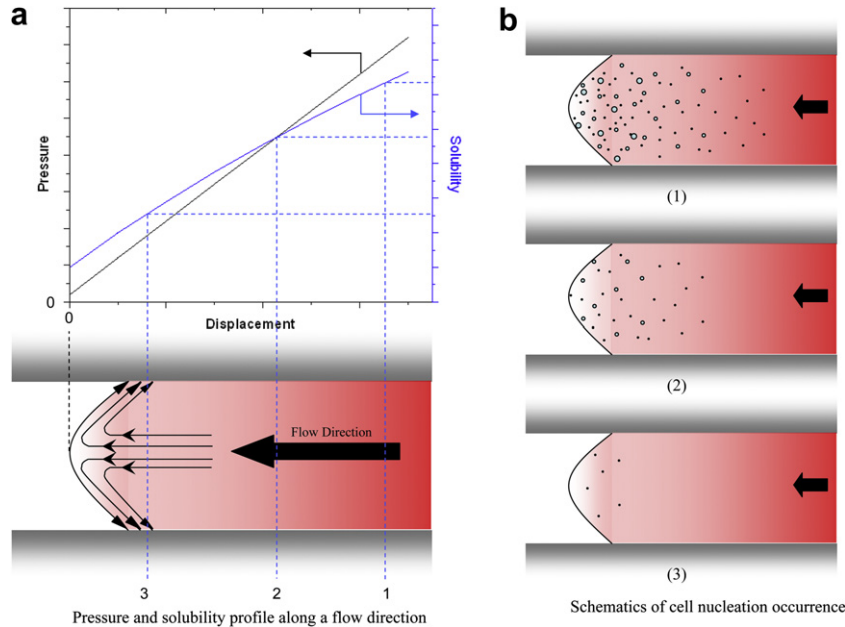 a
b
Pressure
Solubility
0
0
Displacement
Flow Direction
3
2
1
Pressure and solubility profile along a flow direction
(1)
(2)
(3)
Schematics of cell nucleation occurrence